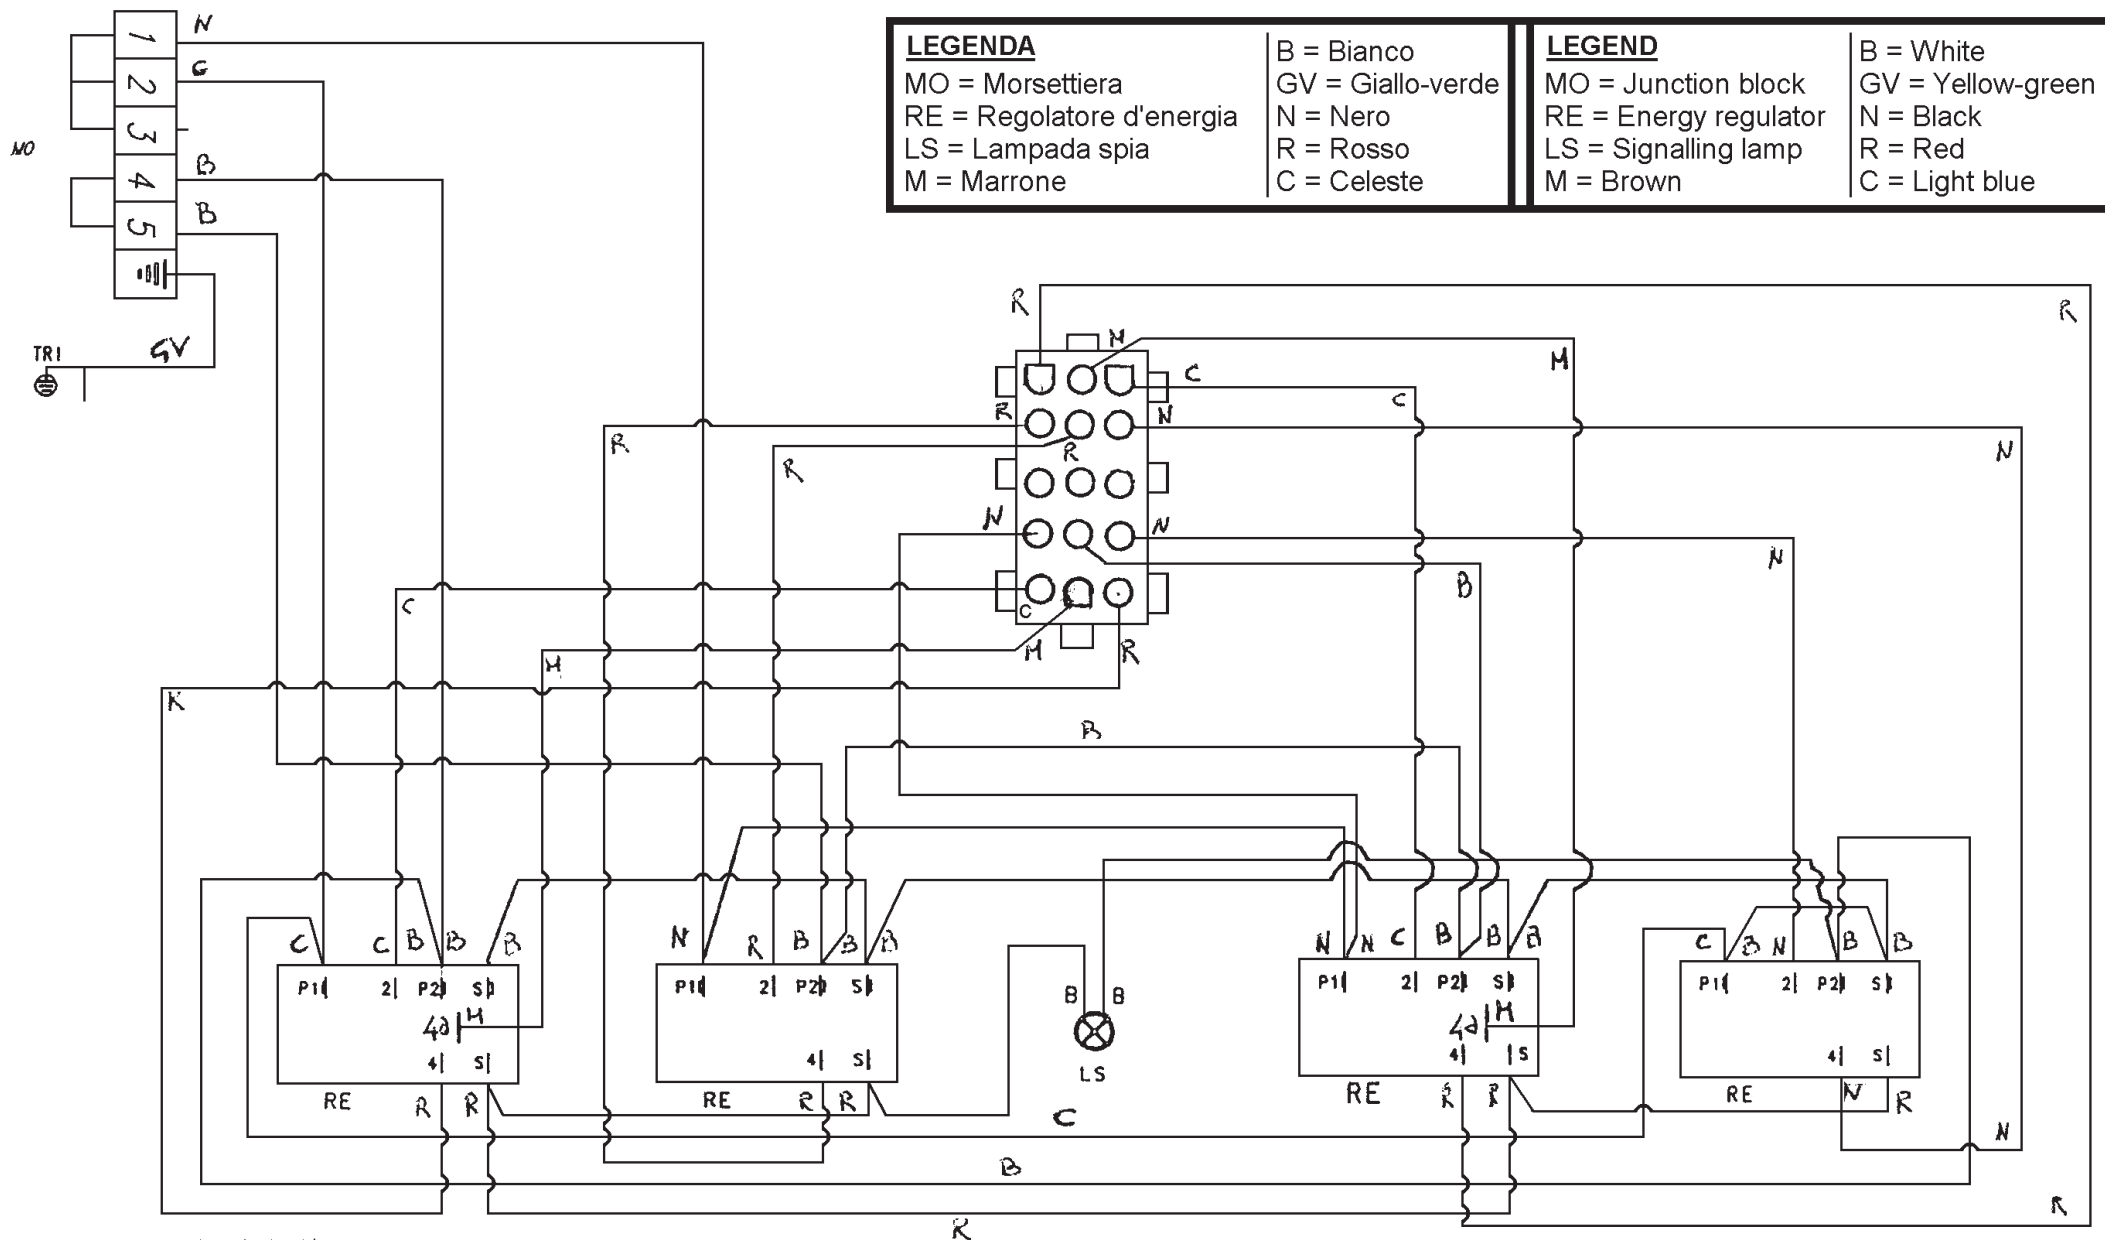 LEGENDA
MO = Morsettiera
RE = Regolatore d'energia
LS = Lampada spia
M = Marrone
B = Bianco
GV = Giallo-verde
N = Nero
R = Rosso
C = Celeste
LEGEND
MO = Junction block
RE = Energy regulator
LS = Signalling lamp
M = Brown
B = White
GV = Yellow-green
N = Black
R = Red
C = Light blue
1 N
2 G
3
MO
4 B
5 B
TR1 GV
R R
M M
C C
R N
R R R N
N N
N
C C B
M M R
K
B
C C B B B
N R B B B
N N C B B B
C B N B B
P1 2 P2 S
P1 2 P2 S
P1 2 P2 S
P1 2 P2 S
B B
4a M
4a M
4 S
4 S
4 S
4 S
LS
RE R R
RE R R
RE R R
RE N R
C
N
B
R
R